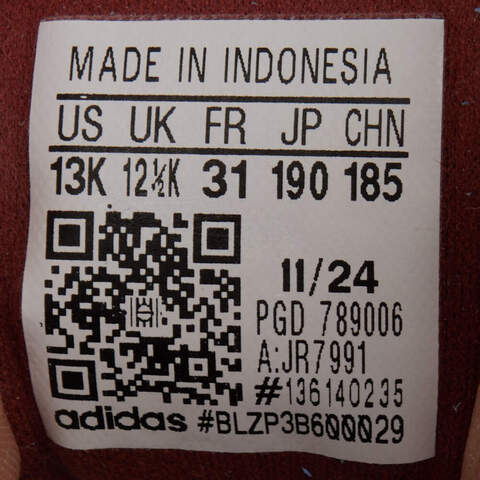 MADE IN INDONESIA
US UK FR JP CHN
13K 12½K 31 190 185
11/24
PGD 789006
A:JR7991
#136140235
adidas #BLZP3B600029